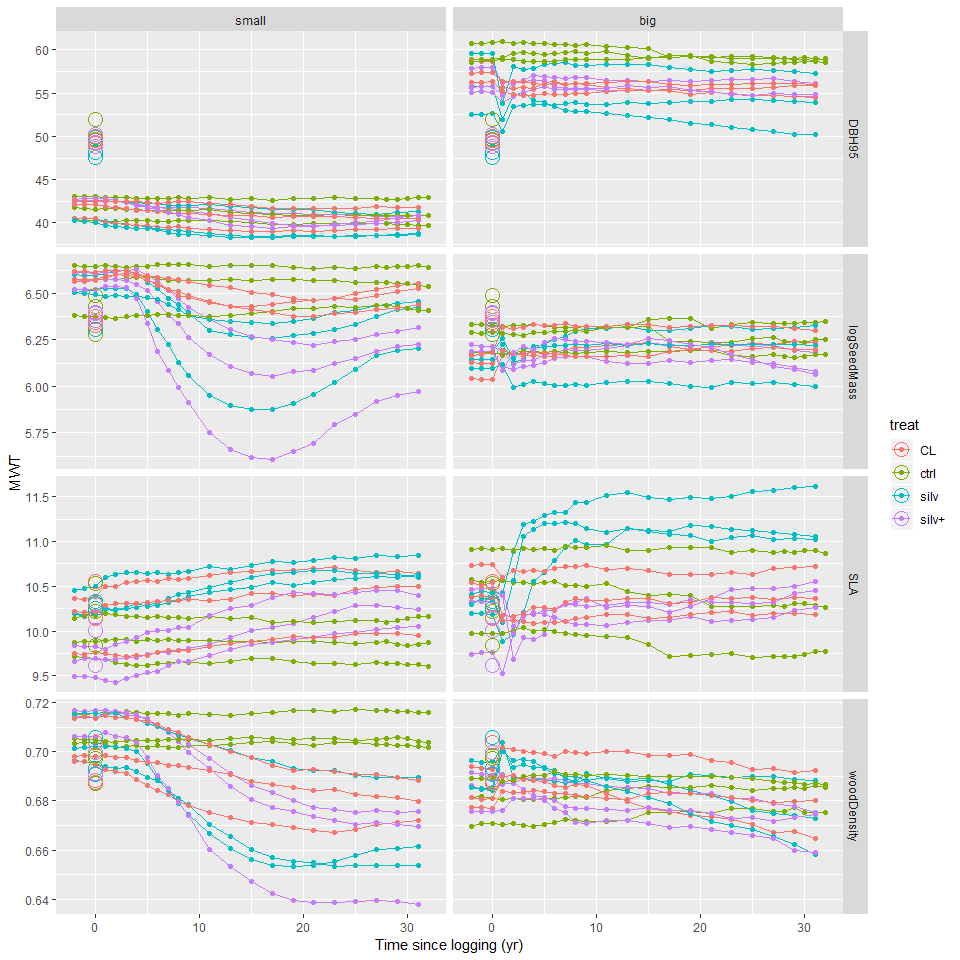 small
big
60
55
50
45
40
DBH95
6.50
6.25
6.00
5.75
logSeedMass
11.5
11.0
10.5
10.0
9.5
SLA
0.72
0.70
0.68
0.66
0.64
woodDensity
MWT
0
10
20
30
0
10
20
30
Time since logging (yr)
treat
CL
ctrl
silv
silv+